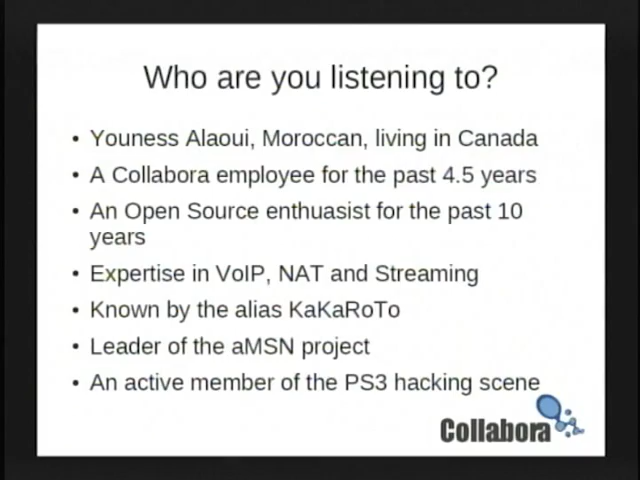 Who are you listening to?
• Youness Alaoui, Moroccan, living in Canada
• A Collabora employee for the past 4.5 years
• An Open Source enthuasist for the past 10
years
• Expertise in VoIP, NAT and Streaming
• Known by the alias KaKaRoTo
• Leader of the aMSN project
• An active member of the PS3 hacking scene
Collabora